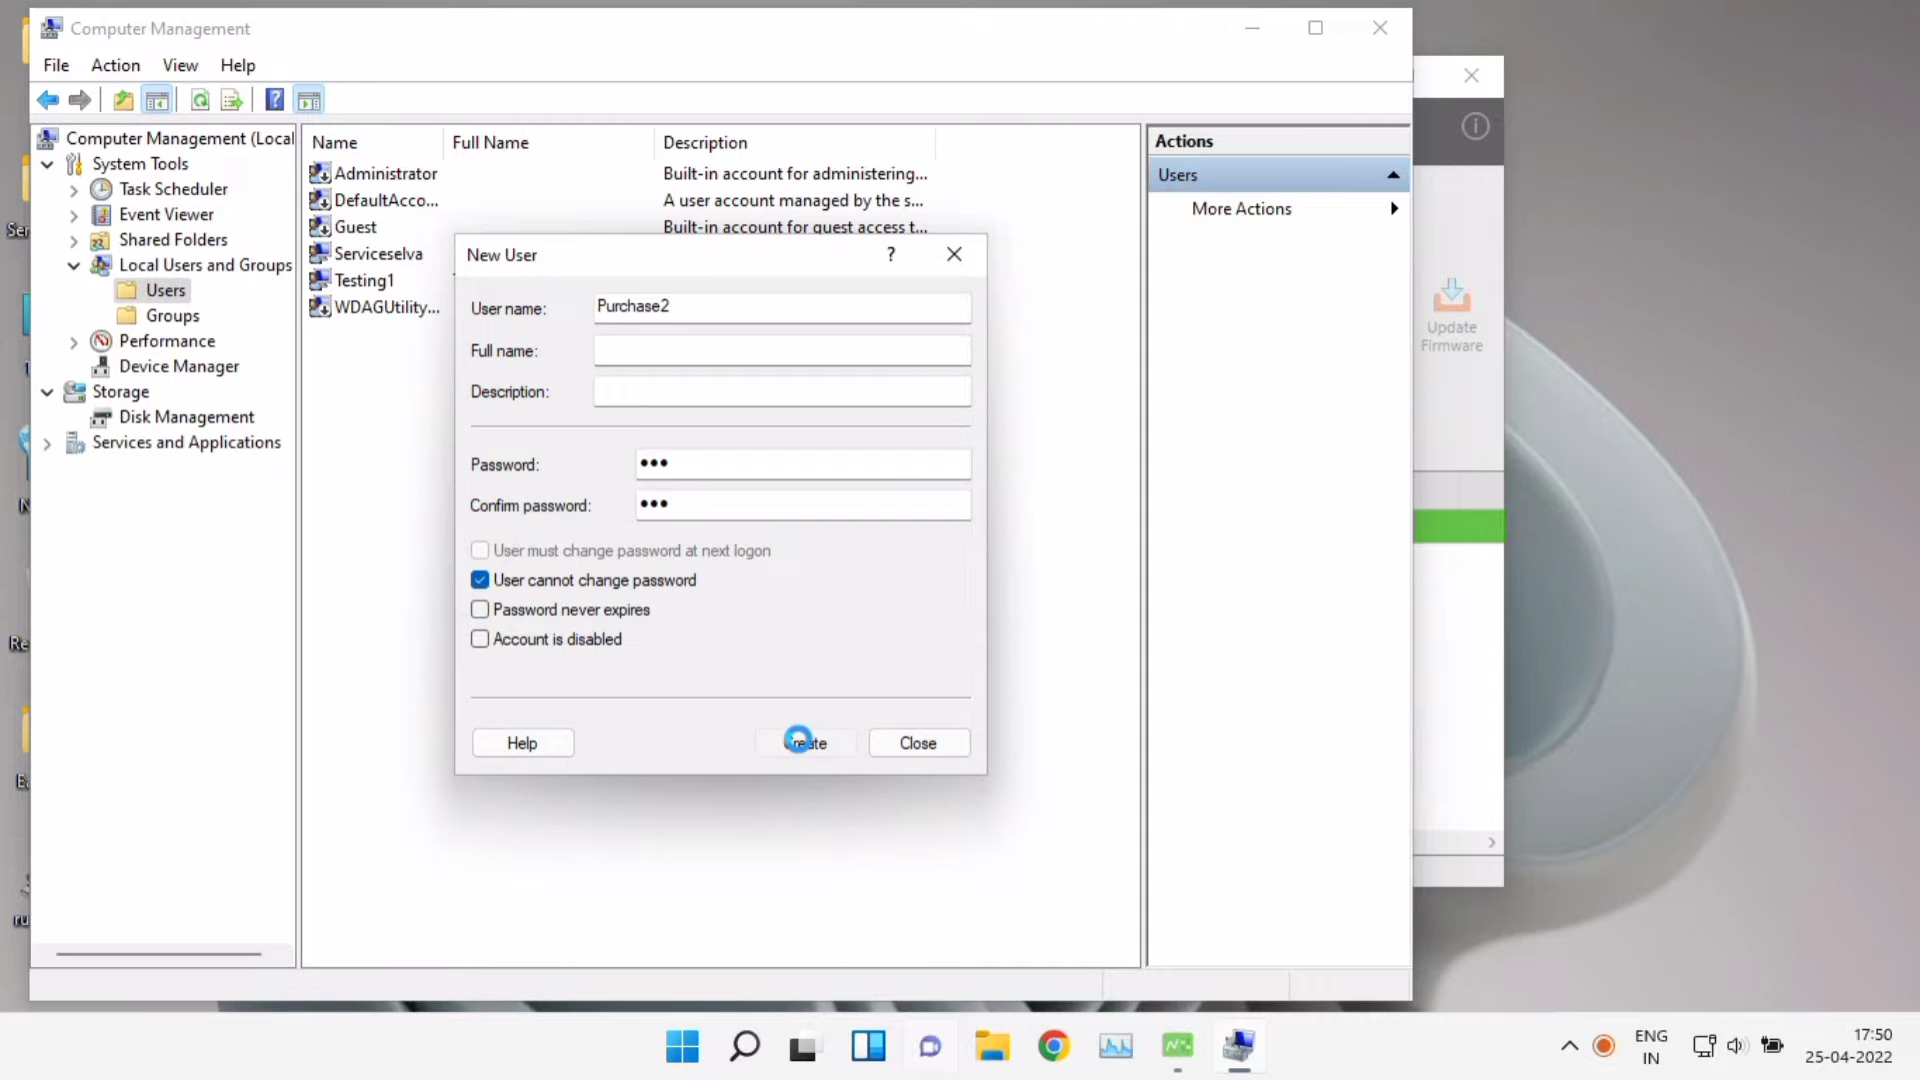 Computer Management
File Action View Help
Computer Management (Local
System Tools
Task Scheduler
Event Viewer
Shared Folders
Local Users and Groups
Users
Groups
Performance
Device Manager
Storage
Disk Management
Services and Applications
Name Full Name Description
Administrator Built-in account for administering...
DefaultAcco... A user account managed by the s...
Guest Built-in account for guest access t...
Serviceselva
Testing1
WDAGUtility...
Actions
Users
More Actions
New User
User name: Purchase2
Full name:
Description:
Password: •••
Confirm password: •••
User must change password at next logon
User cannot change password
Password never expires
Account is disabled
Help Create Close
Update
Firmware
ENG
IN
17:50
25-04-2022